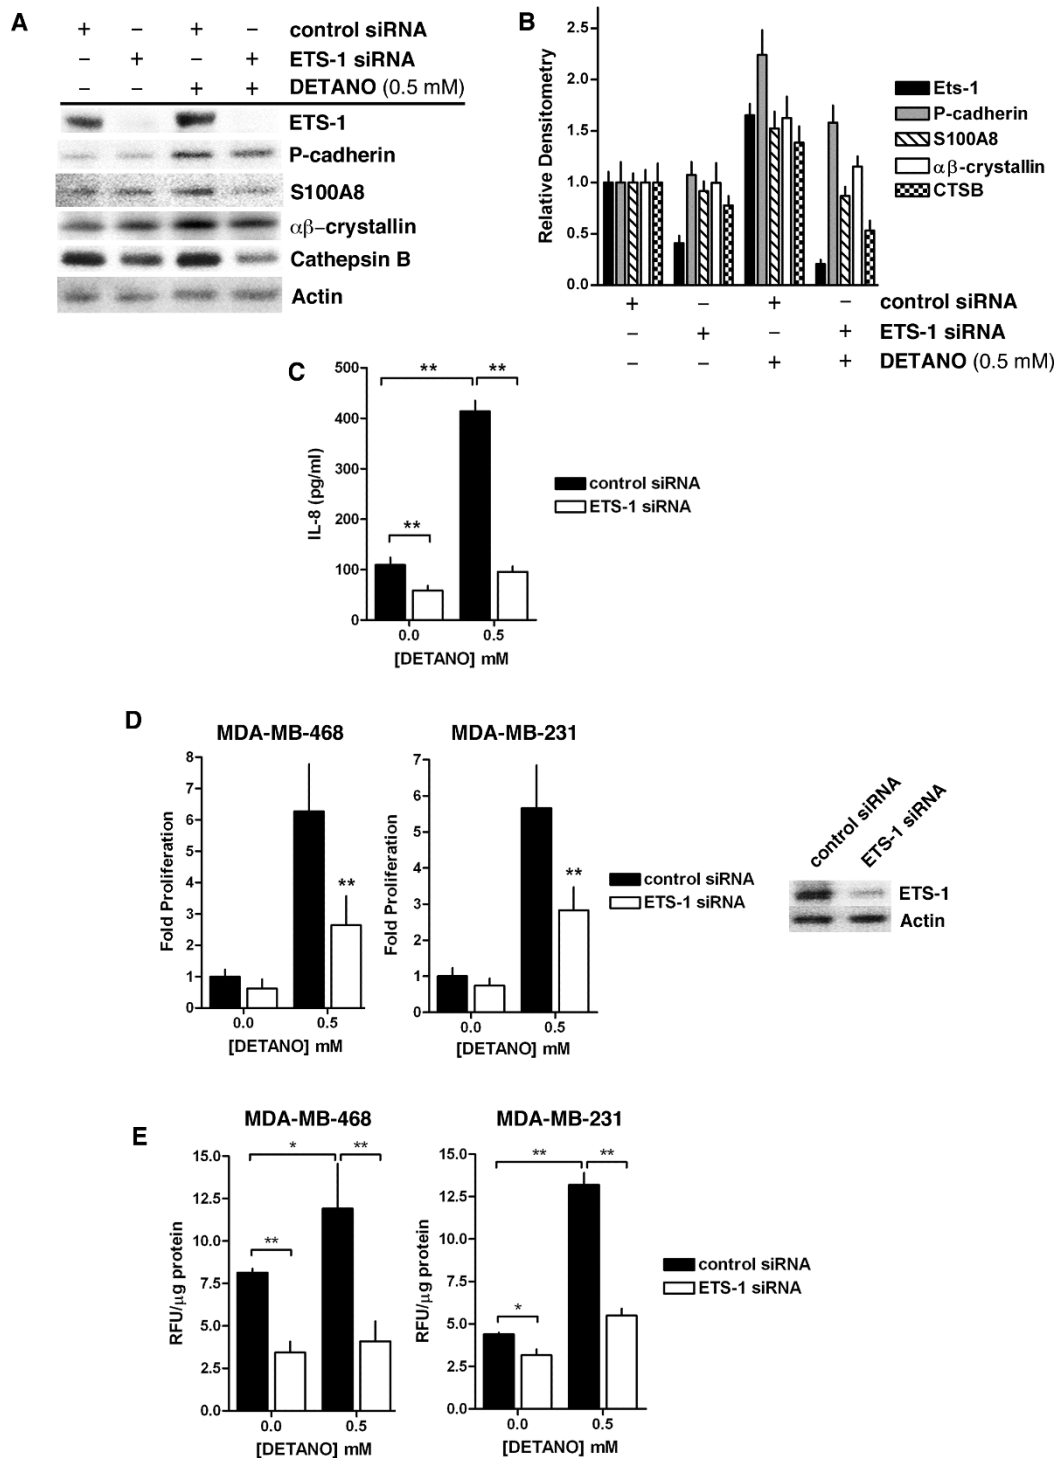 A
+ – + – control siRNA
– + – + ETS-1 siRNA
– – + + DETANO (0.5 mM)
ETS-1
P-cadherin
S100A8
αβ–crystallin
Cathepsin B
Actin
B
Relative Densitometry
2.5
2.0
1.5
1.0
0.5
0.0
Ets-1
P-cadherin
S100A8
αβ-crystallin
CTSB
+ – + – control siRNA
– + – + ETS-1 siRNA
– – + + DETANO (0.5 mM)
C
IL-8 (pg/ml)
500
400
300
200
100
0
** **
**
0.0 0.5
[DETANO] mM
control siRNA
ETS-1 siRNA
D
MDA-MB-468
Fold Proliferation
8
7
6
5
4
3
2
1
0
**
0.0 0.5
[DETANO] mM
MDA-MB-231
Fold Proliferation
7
6
5
4
3
2
1
0
**
0.0 0.5
[DETANO] mM
control siRNA
ETS-1 siRNA
control siRNA
ETS-1 siRNA
ETS-1
Actin
E
MDA-MB-468
RFU/µg protein
15.0
12.5
10.0
7.5
5.0
2.5
0.0
* **
**
0.0 0.5
[DETANO] mM
MDA-MB-231
RFU/µg protein
15.0
12.5
10.0
7.5
5.0
2.5
0.0
** **
*
0.0 0.5
[DETANO] mM
control siRNA
ETS-1 siRNA